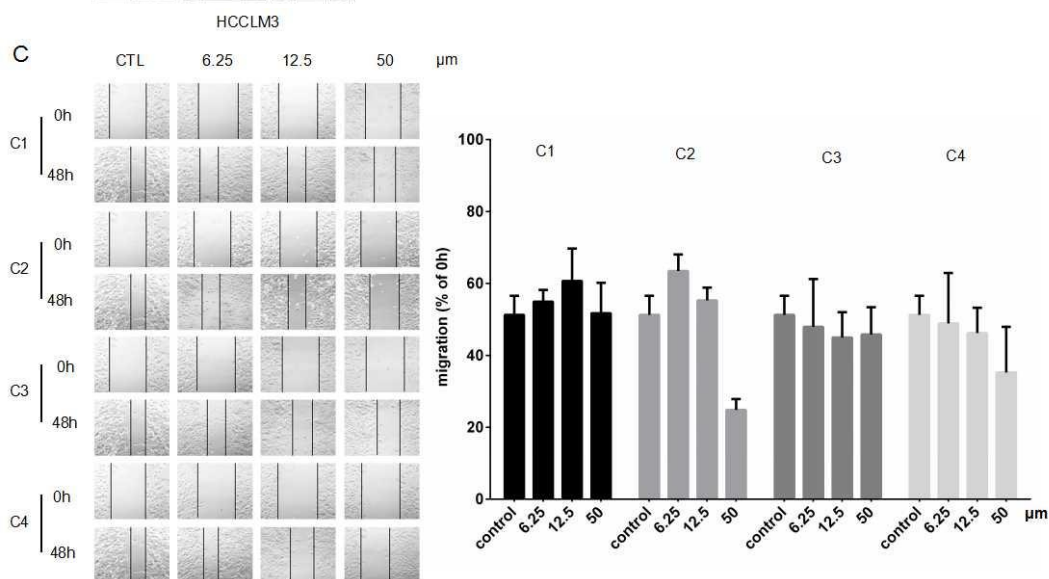 HCCLM3
C
CTL 6.25 12.5 50 μm
C1
0h
48h
C2
0h
48h
C3
0h
48h
C4
0h
48h
migration (% of 0h)
100
80
60
40
20
0
C1 C2 C3 C4
control 6.25 12.5 50 control 6.25 12.5 50 control 6.25 12.5 50 control 6.25 12.5 50 μm